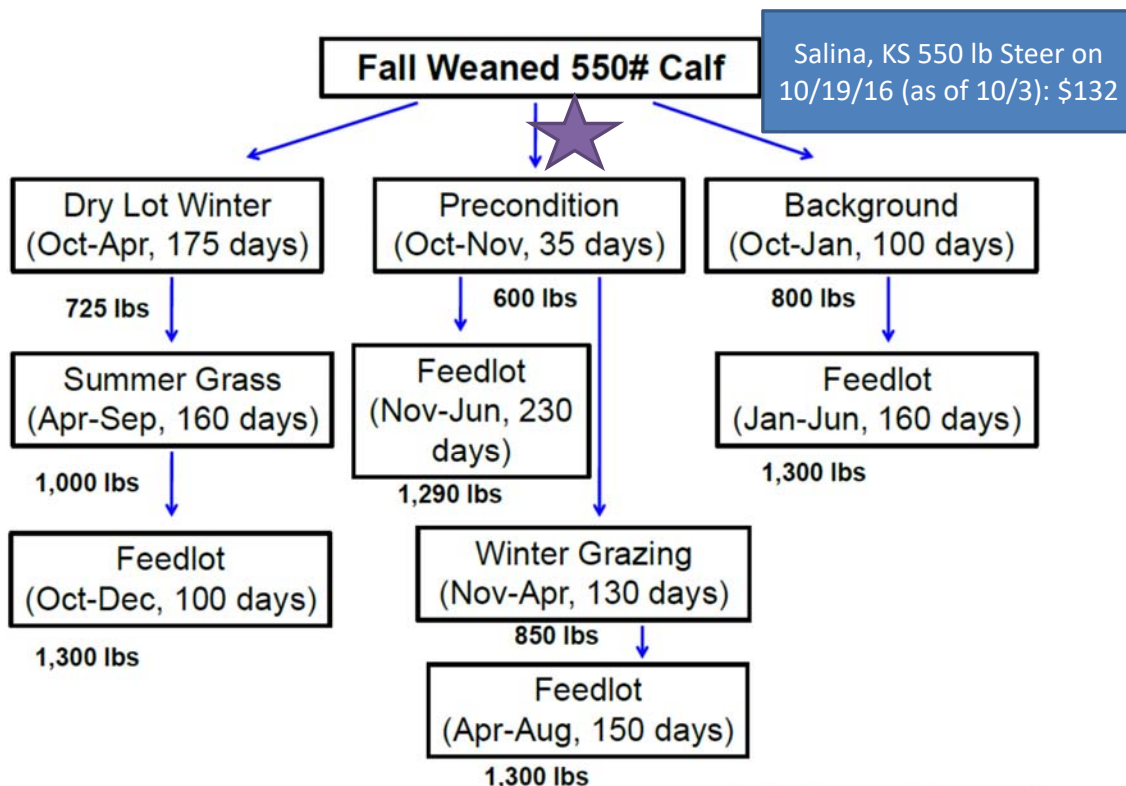 Fall Weaned 550# Calf
Salina, KS 550 lb Steer on
10/19/16 (as of 10/3): $132
Dry Lot Winter
(Oct-Apr, 175 days)
Precondition
(Oct-Nov, 35 days)
Background
(Oct-Jan, 100 days)
725 lbs
600 lbs
800 lbs
Summer Grass
(Apr-Sep, 160 days)
Feedlot
(Nov-Jun, 230
days)
Feedlot
(Jan-Jun, 160 days)
1,000 lbs
1,290 lbs
1,300 lbs
Feedlot
(Oct-Dec, 100 days)
Winter Grazing
(Nov-Apr, 130 days)
1,300 lbs
850 lbs
Feedlot
(Apr-Aug, 150 days)
1,300 lbs